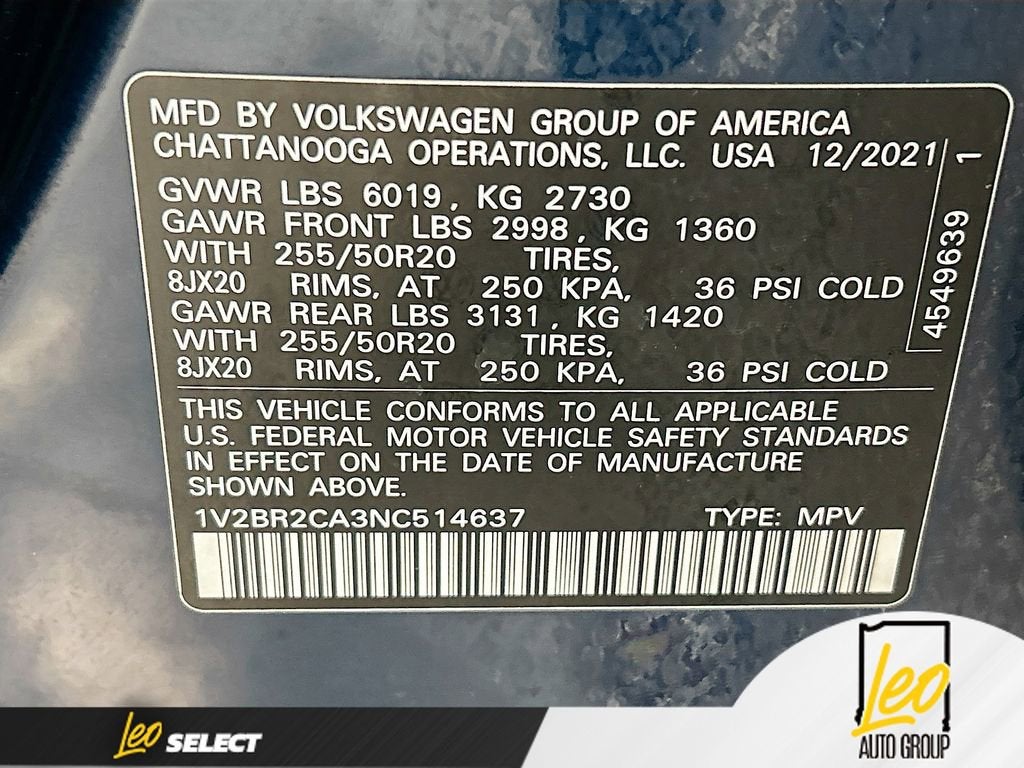 MFD BY VOLKSWAGEN GROUP OF AMERICA
CHATTANOOGA OPERATIONS, LLC. USA 12/2021
GVWR LBS 6019, KG 2730
GAWR FRONT LBS 2998, KG 1360
WITH 255/50R20 TIRES,
8JX20 RIMS, AT 250 KPA, 36 PSI COLD
GAWR REAR LBS 3131, KG 1420
WITH 255/50R20 TIRES,
8JX20 RIMS, AT 250 KPA, 36 PSI COLD
4549639 1
THIS VEHICLE CONFORMS TO ALL APPLICABLE
U.S. FEDERAL MOTOR VEHICLE SAFETY STANDARDS
IN EFFECT ON THE DATE OF MANUFACTURE
SHOWN ABOVE.
1V2BR2CA3NC514637 TYPE: MPV
Leo SELECT
Leo
AUTO GROUP